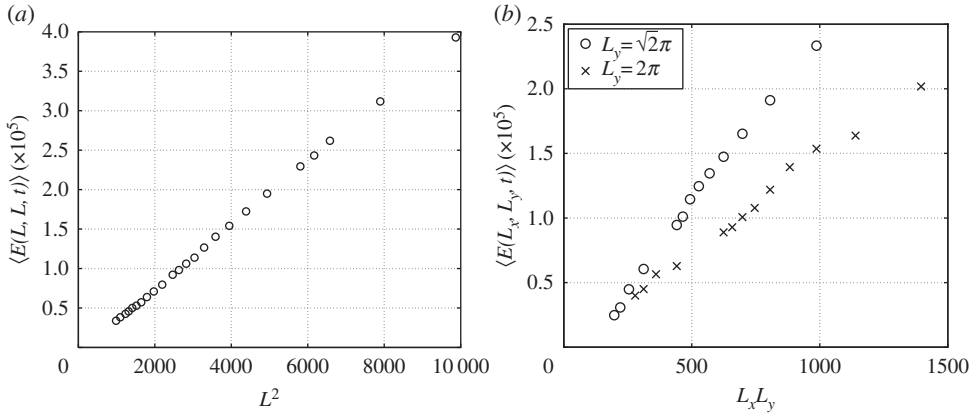 (a)
4.0
3.5
3.0
2.5
2.0
1.5
1.0
0.5
0
2000
4000
6000
8000
10 000
⟨E(L, L, t)⟩ (×10⁵)
L²
(b)
2.5
2.0
1.5
1.0
0.5
0
500
1000
1500
⟨E(Lₓ, L_y, t)⟩ (×10⁵)
LₓL_y
L_y=√2π
L_y=2π